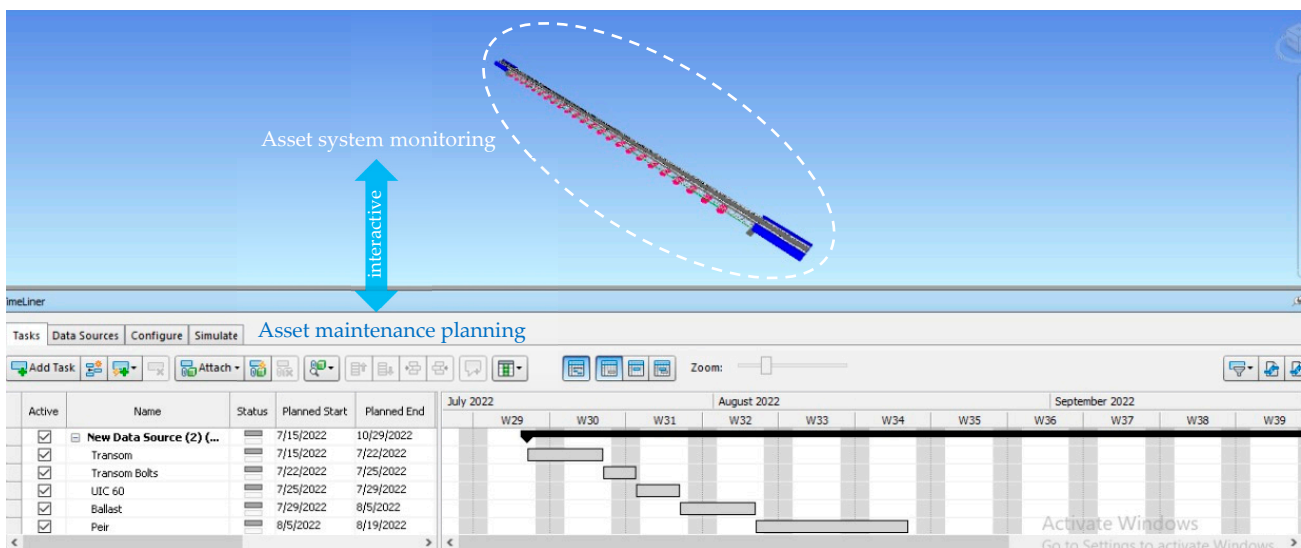 Asset system monitoring
interactive
imeLiner
Tasks Data Sources Configure Simulate
Asset maintenance planning
Add Task Attach Zoom:
Active Name Status Planned Start Planned End July 2022 August 2022 September 2022
W29 W30 W31 W32 W33 W34 W35 W36 W37 W38 W39
New Data Source (2) (... 7/15/2022 10/29/2022
Transom 7/15/2022 7/22/2022
Transom Bolts 7/22/2022 7/25/2022
UIC 60 7/25/2022 7/29/2022
Ballast 7/29/2022 8/5/2022
Peir 8/5/2022 8/19/2022
Activate Windows
Go to Settings to activate Windows